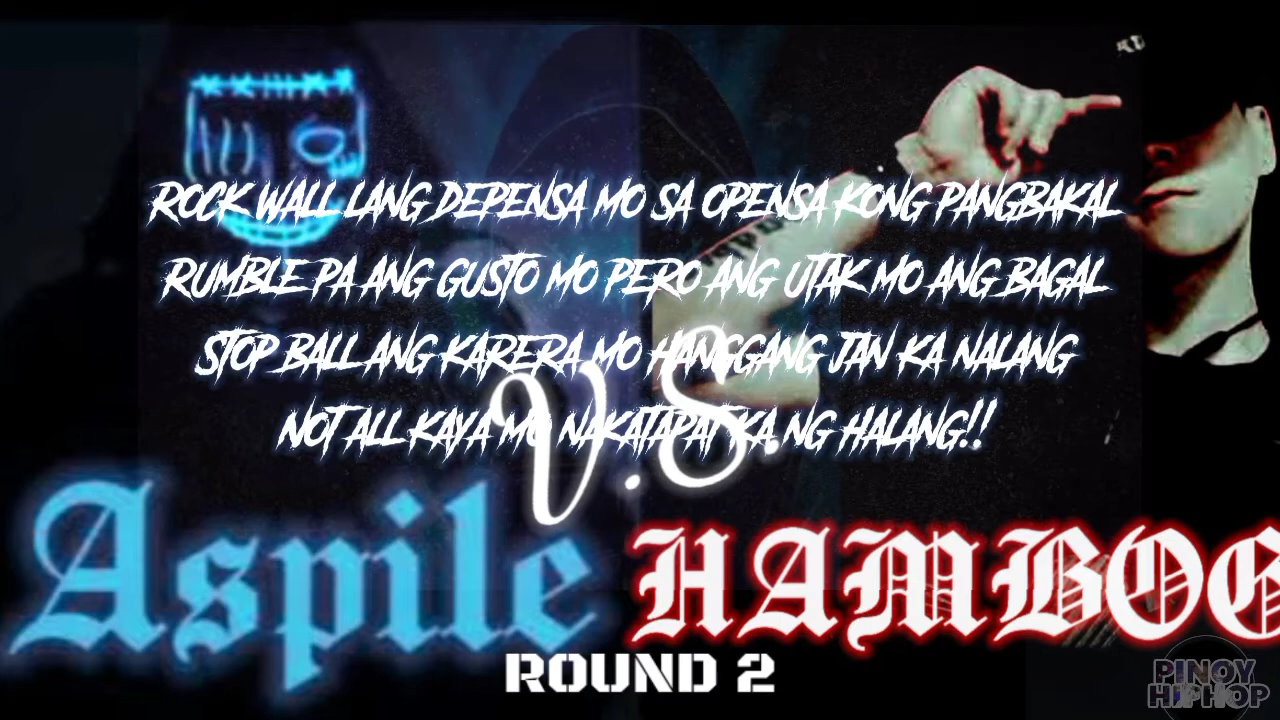 ROCK WALL LANG DEPENSA MO SA OPENSA KONG PANGBAKAL
RUMBLE PA ANG GUSTO MO PERO ANG UTAK MO ANG BAGAL
STOP BALL ANG KARERA MO HANGGANG JAN KA NALANG
NOT ALL KAYA MO NAKATAPAT KA NG HALANG!!
V.S.
Aspile HAMBOG
ROUND 2
PINOY
HIPHOP